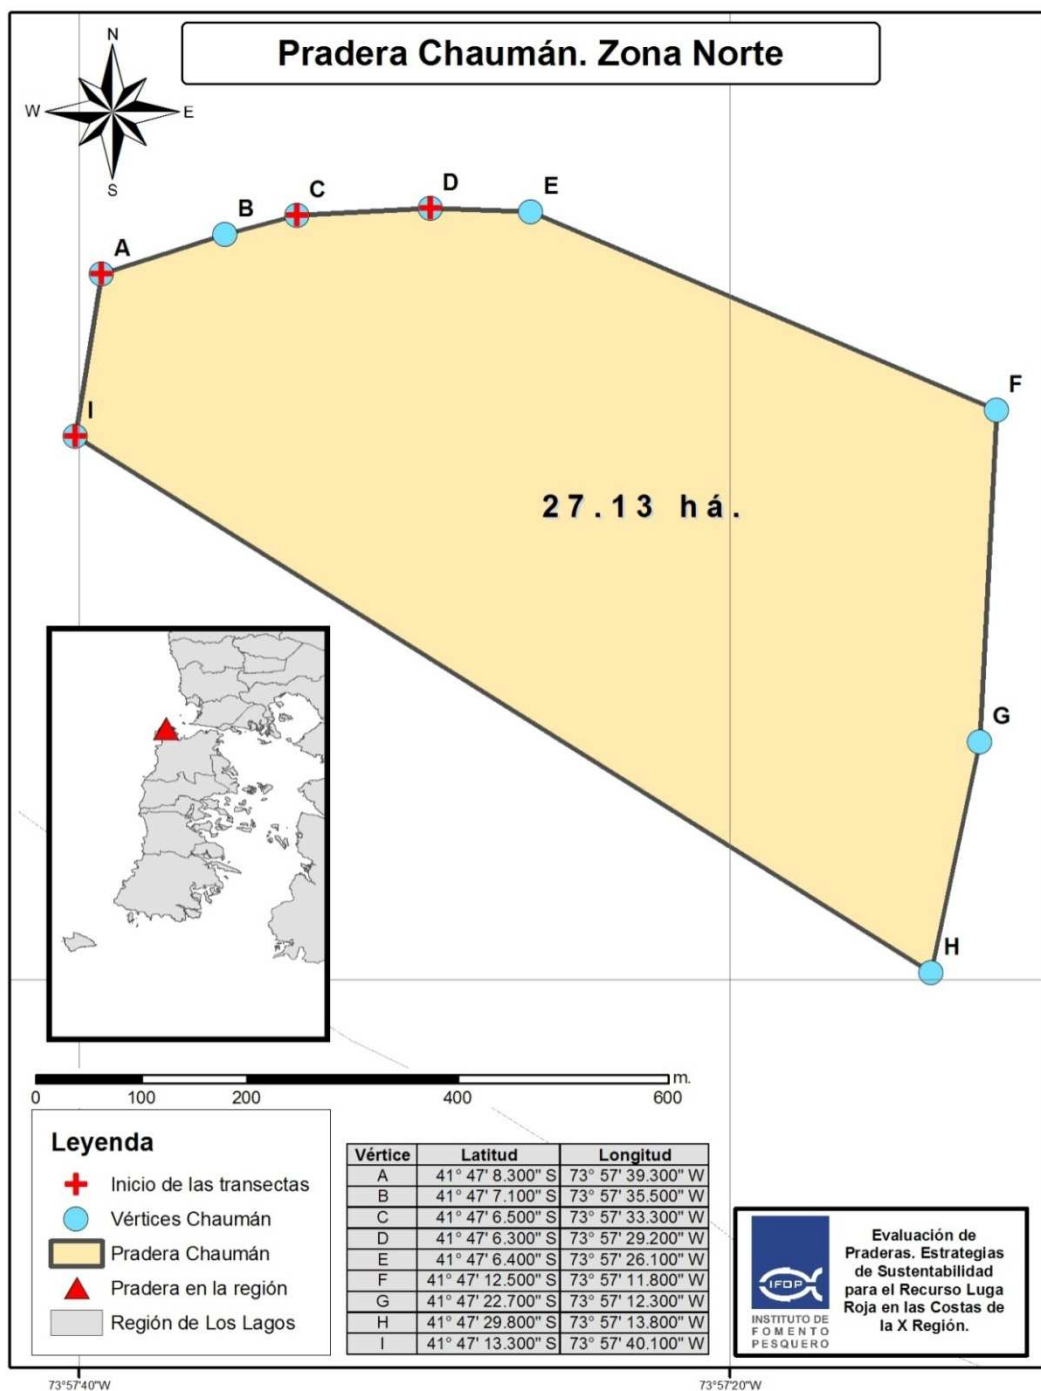 Pradera Chaumán. Zona Norte
N
W E
S
A
B
C
D
E
F
G
H
I
27.13 há.
0 100 200 400 600 m.
Leyenda
Inicio de las transectas
Vértices Chaumán
Pradera Chaumán
Pradera en la región
Región de Los Lagos
Vértice Latitud Longitud
A 41° 47' 8.300" S 73° 57' 39.300" W
B 41° 47' 7.100" S 73° 57' 35.500" W
C 41° 47' 6.500" S 73° 57' 33.300" W
D 41° 47' 6.300" S 73° 57' 29.200" W
E 41° 47' 6.400" S 73° 57' 26.100" W
F 41° 47' 12.500" S 73° 57' 11.800" W
G 41° 47' 22.700" S 73° 57' 12.300" W
H 41° 47' 29.800" S 73° 57' 13.800" W
I 41° 47' 13.300" S 73° 57' 40.100" W
IFOP
INSTITUTO DE
FOMENTO
PESQUERO
Evaluación de
Praderas. Estrategias
de Sustentabilidad
para el Recurso Luga
Roja en las Costas de
la X Región.
73°57'40"W 73°57'20"W